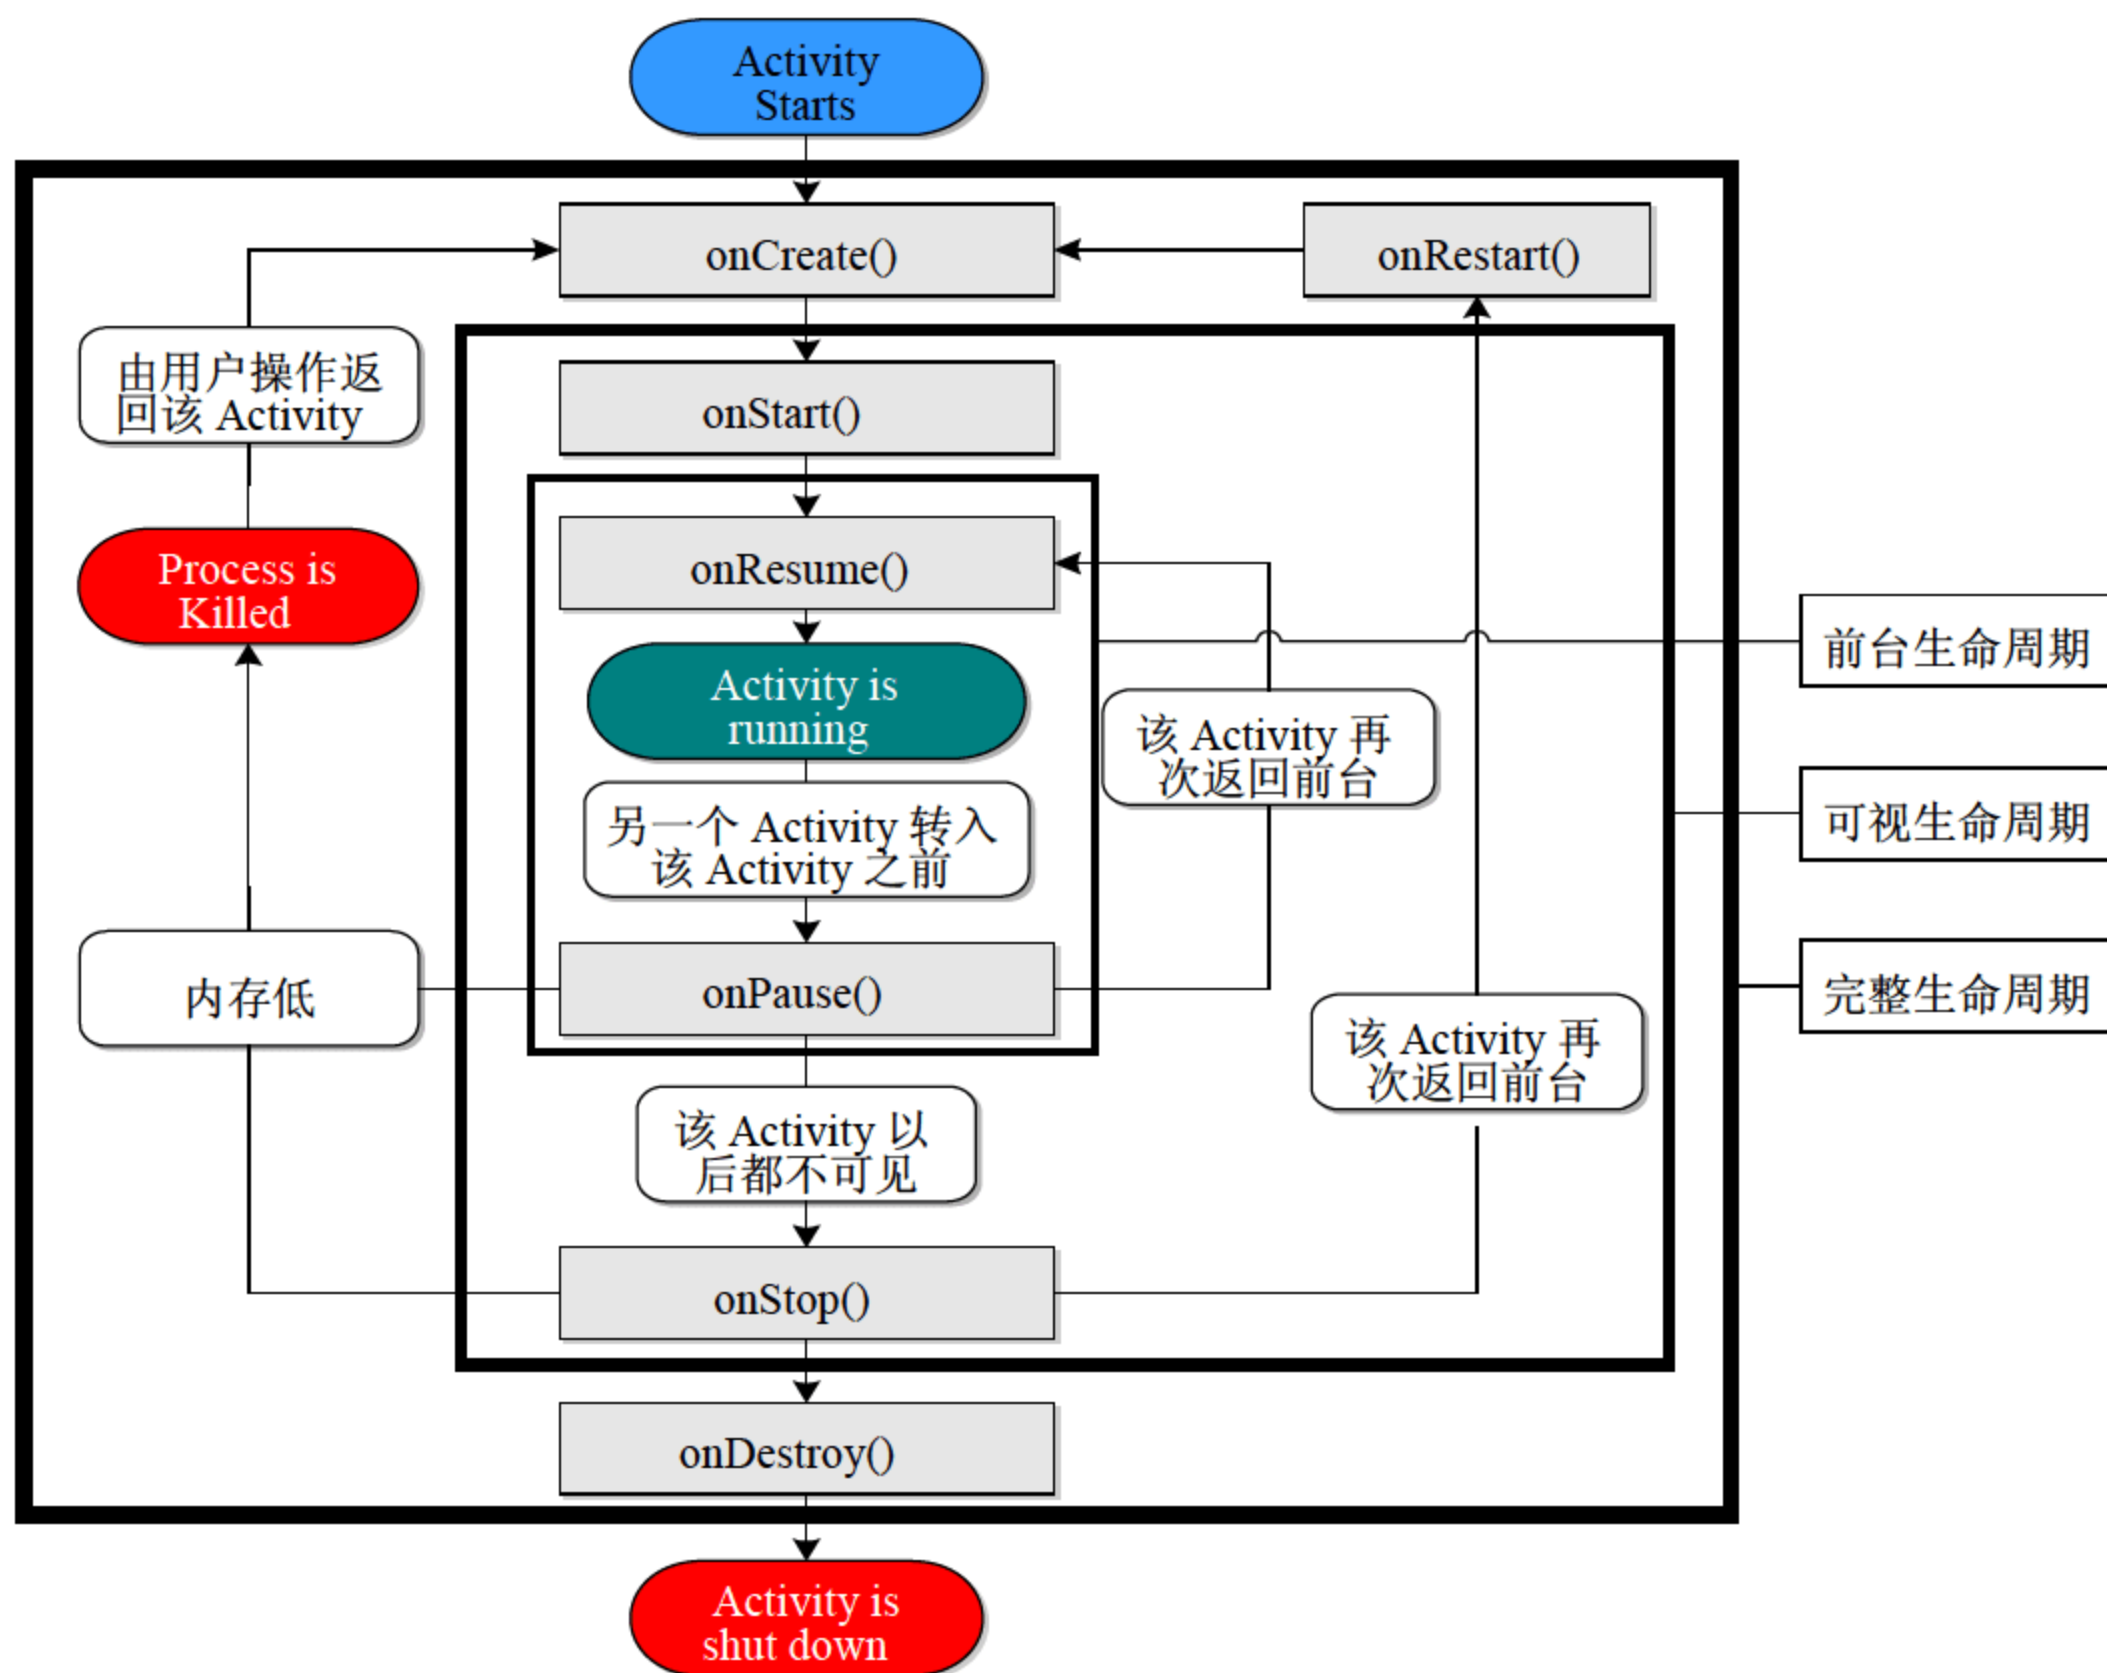 Activity
Starts
onCreate()
onRestart()
由用户操作返
回该 Activity
onStart()
Process is
Killed
onResume()
Activity is
running
前台生命周期
该 Activity 再
次返回前台
另一个 Activity 转入
该 Activity 之前
可视生命周期
内存低
onPause()
完整生命周期
该 Activity 再
次返回前台
该 Activity 以
后都不可见
onStop()
onDestroy()
Activity is
shut down